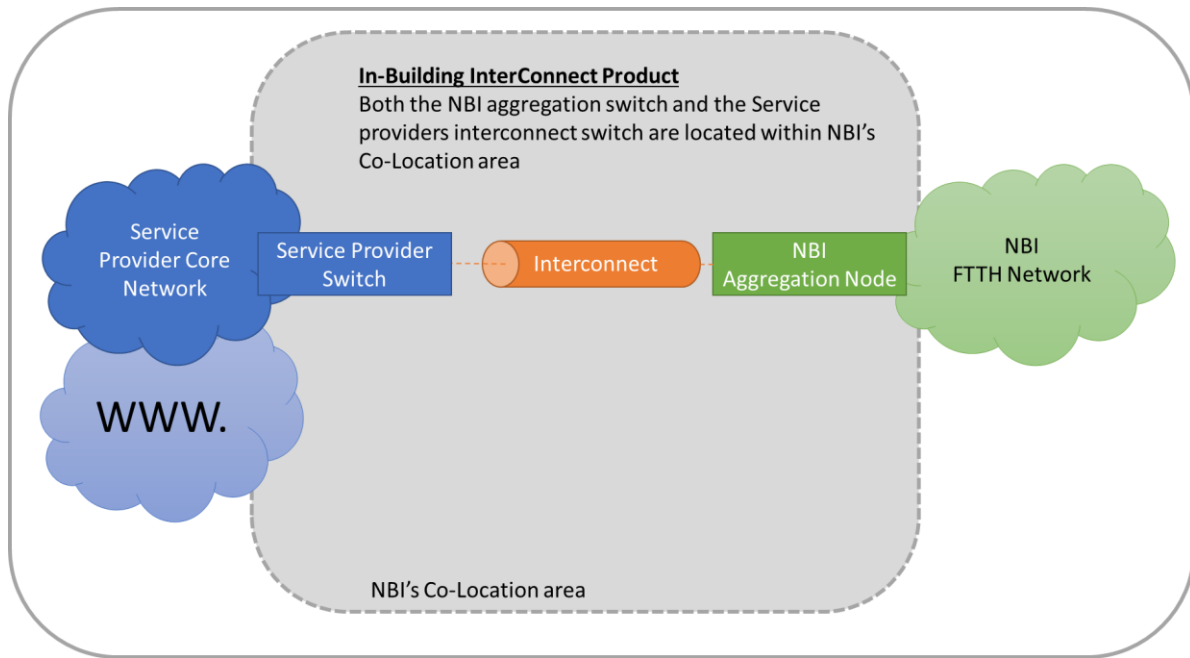 In-Building InterConnect Product
Both the NBI aggregation switch and the Service
providers interconnect switch are located within NBI's
Co-Location area
Service
Provider Core
Network
Service Provider
Switch
Interconnect
NBI
Aggregation Node
NBI
FTTH Network
WWW.
NBI's Co-Location area